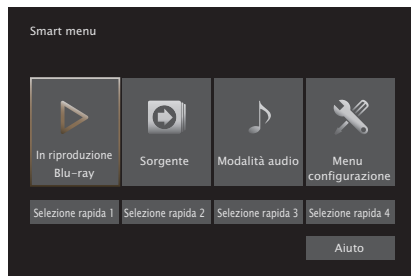 Smart menu
In riproduzione
Blu-ray
Sorgente
Modalità audio
Menu
configurazione
Selezione rapida 1
Selezione rapida 2
Selezione rapida 3
Selezione rapida 4
Aiuto